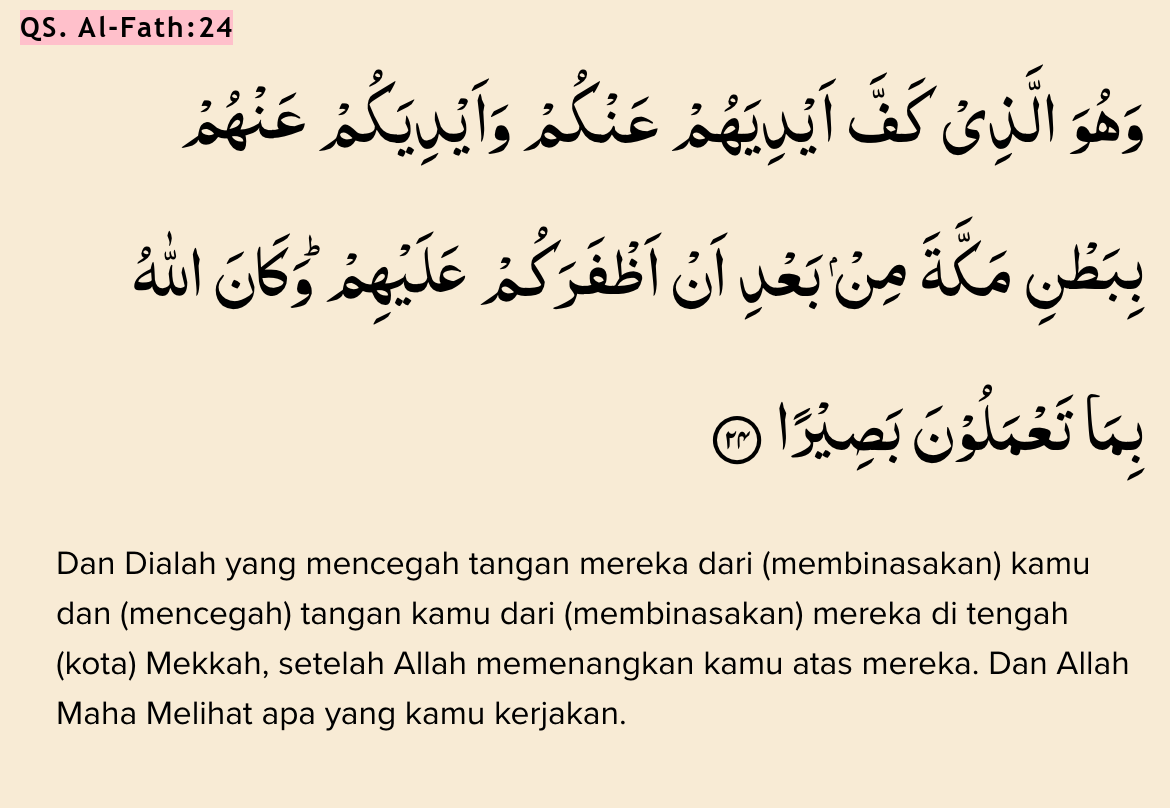 QS. Al-Fath:24
وَهُوَ الَّذِيْ كَفَّ اَيْدِيَهُمْ عَنْكُمْ وَاَيْدِيَكُمْ عَنْهُمْ
بِبَطْنِ مَكَّةَ مِنْۢ بَعْدِ اَنْ اَظْفَرَكُمْ عَلَيْهِمْ ۗوَكَانَ اللّٰهُ
بِمَا تَعْمَلُوْنَ بَصِيْرًا ٢٤
Dan Dialah yang mencegah tangan mereka dari (membinasakan) kamu
dan (mencegah) tangan kamu dari (membinasakan) mereka di tengah
(kota) Mekkah, setelah Allah memenangkan kamu atas mereka. Dan Allah
Maha Melihat apa yang kamu kerjakan.